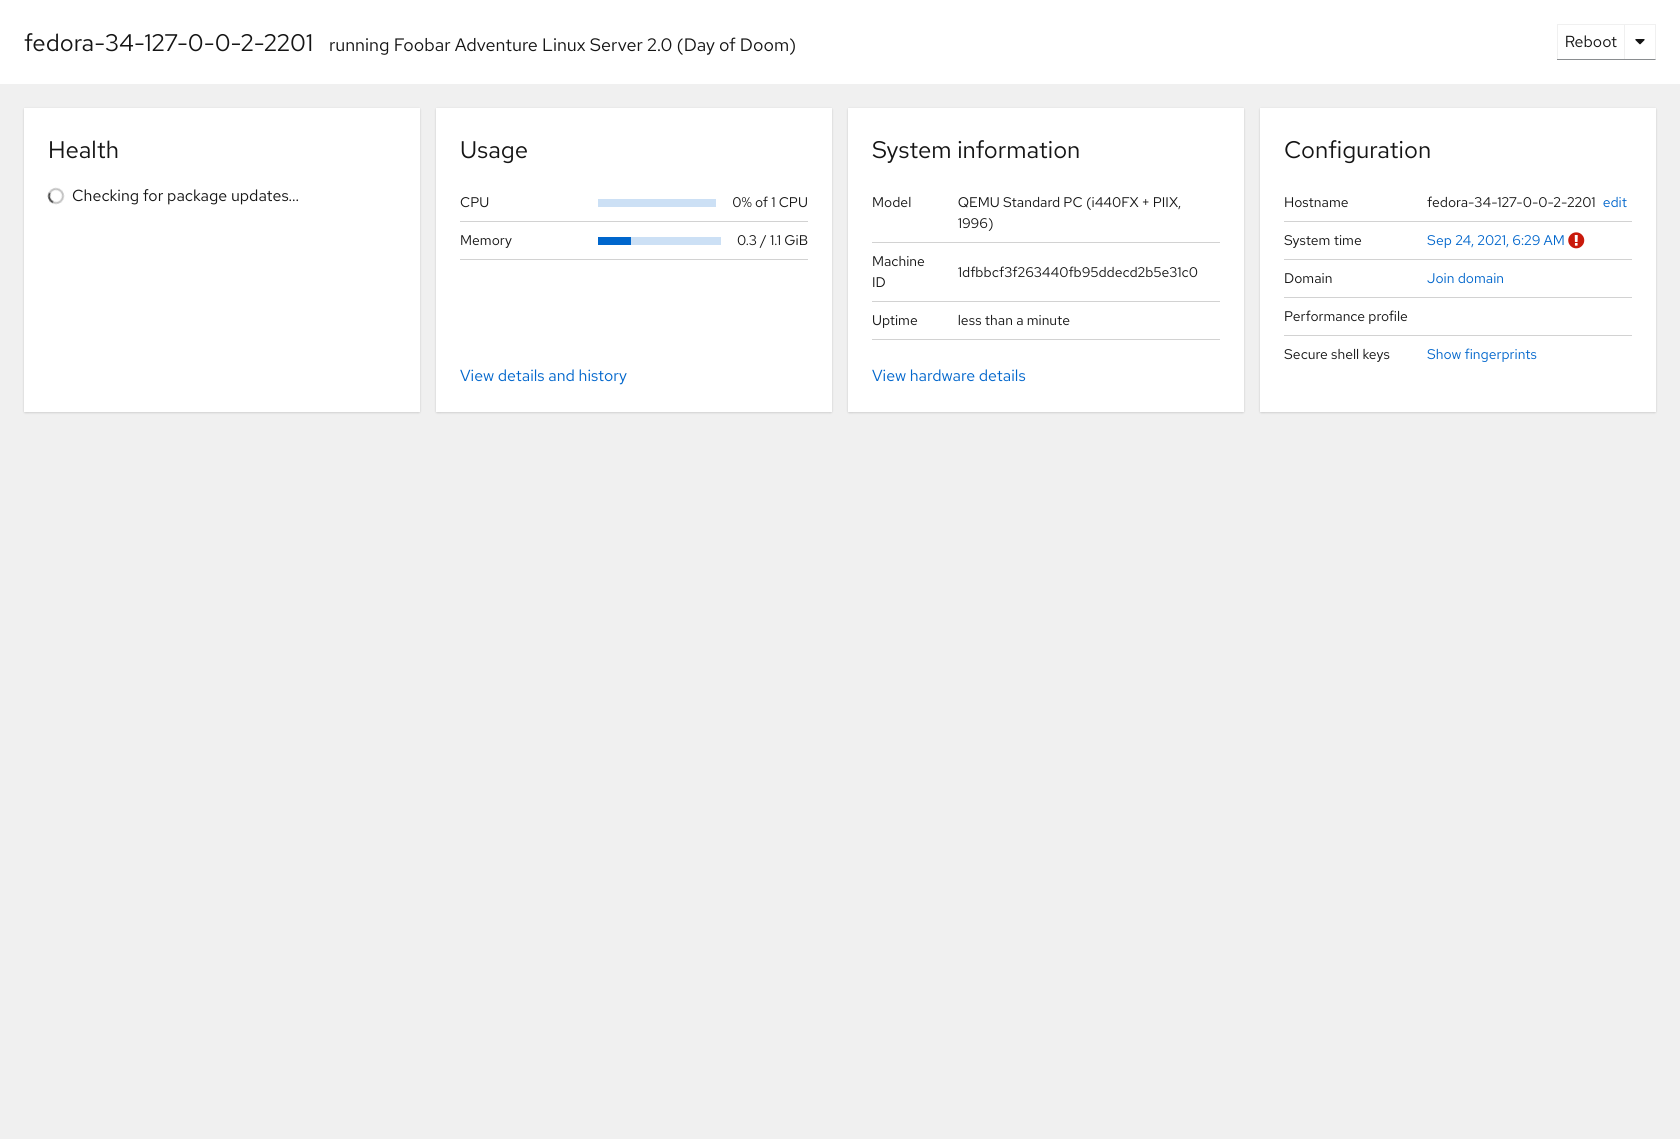 fedora-34-127-0-0-2-2201 running Foobar Adventure Linux Server 2.0 (Day of Doom)
Reboot
Health
Checking for package updates...
Usage
CPU 0% of 1 CPU
Memory 0.3 / 1.1 GiB
View details and history
System information
Model QEMU Standard PC (i440FX + PIIX,
1996)
Machine
ID
1dfbbcf3f263440fb95ddecd2b5e31c0
Uptime less than a minute
View hardware details
Configuration
Hostname fedora-34-127-0-0-2-2201 edit
System time Sep 24, 2021, 6:29 AM
Domain Join domain
Performance profile
Secure shell keys Show fingerprints